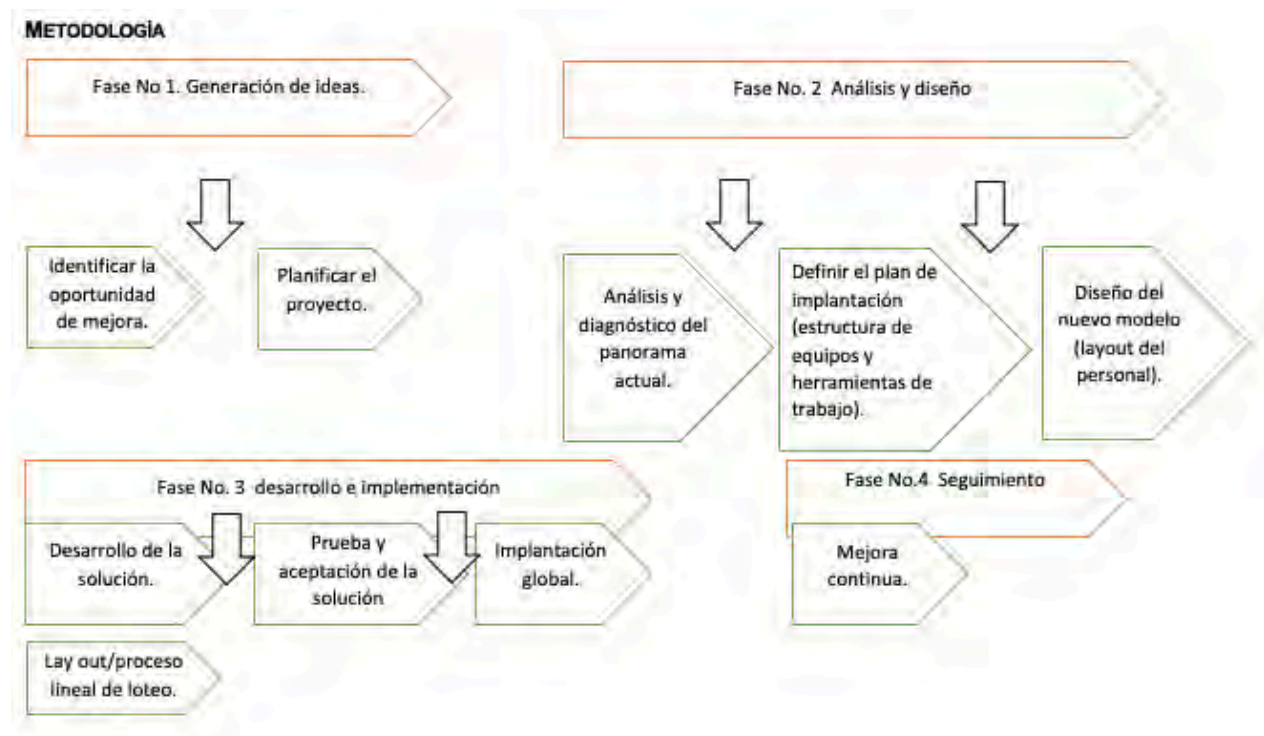 METODOLOGÍA
Fase No 1. Generación de ideas.
Fase No. 2 Análisis y diseño
Identificar la
oportunidad
de mejora.
Planificar el
proyecto.
Análisis y
diagnóstico del
panorama
actual.
Definir el plan de
implantación
(estructura de
equipos y
herramientas de
trabajo).
Diseño del
nuevo modelo
(layout del
personal).
Fase No. 3 desarrollo e implementación
Fase No.4 Seguimiento
Desarrollo de la
solución.
Prueba y
aceptación de la
solución
Implantación
global.
Mejora
continua.
Lay out/proceso
lineal de loteo.